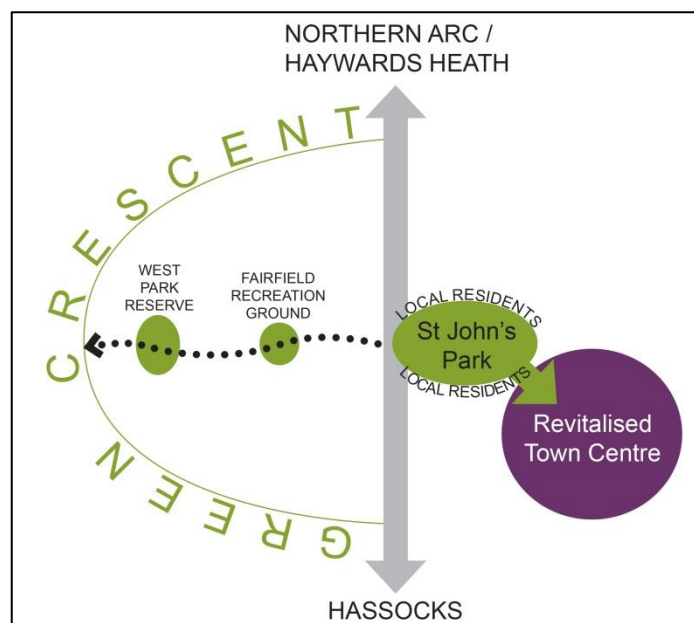 NORTHERN ARC /
HAYWARDS HEATH
GREEN CRESCENT
WEST
PARK
RESERVE
FAIRFIELD
RECREATION
GROUND
LOCAL RESIDENTS
St John's
Park
LOCAL RESIDENTS
Revitalised
Town Centre
HASSOCKS